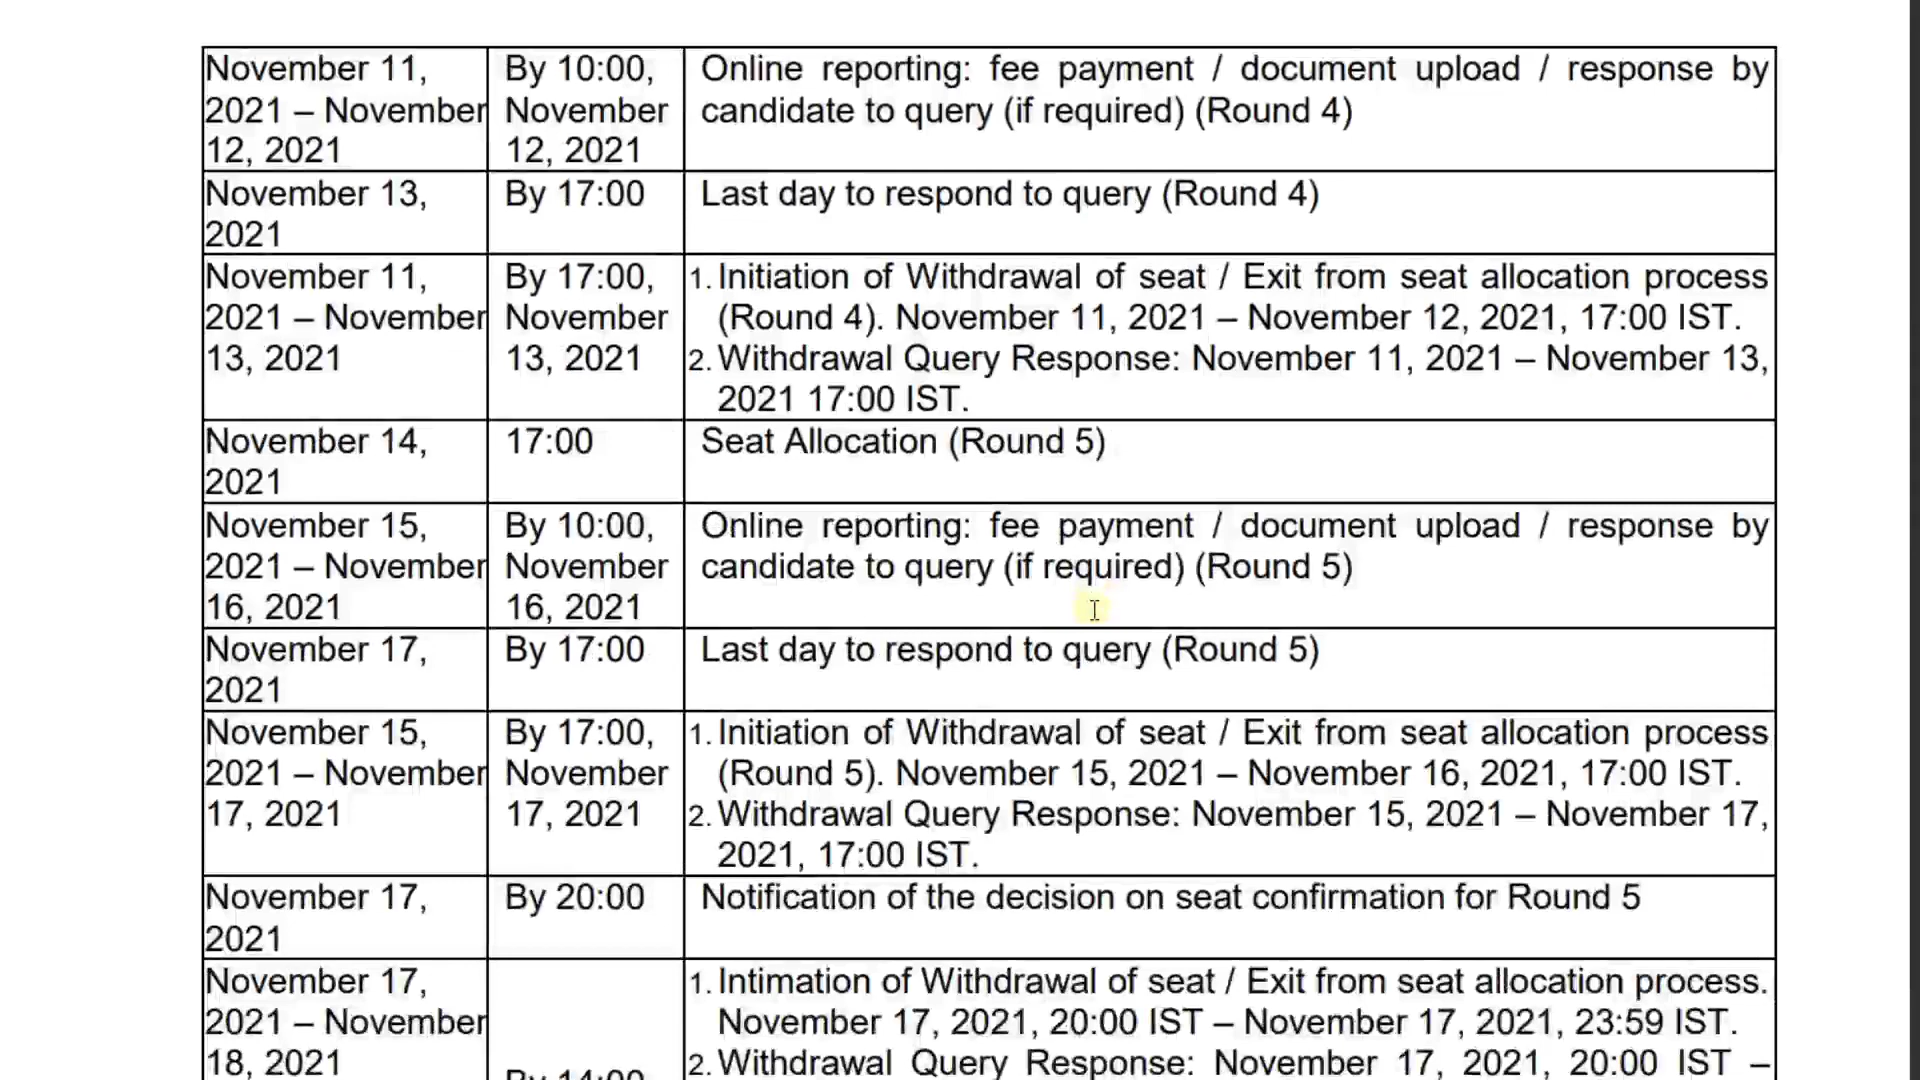 November 11,
2021 – November
12, 2021
By 10:00,
November
12, 2021
Online reporting: fee payment / document upload / response by
candidate to query (if required) (Round 4)
November 13,
2021
By 17:00
Last day to respond to query (Round 4)
November 11,
2021 – November
13, 2021
By 17:00,
November
13, 2021
1. Initiation of Withdrawal of seat / Exit from seat allocation process
(Round 4). November 11, 2021 – November 12, 2021, 17:00 IST.
2. Withdrawal Query Response: November 11, 2021 – November 13,
2021 17:00 IST.
November 14,
2021
17:00
Seat Allocation (Round 5)
November 15,
2021 – November
16, 2021
By 10:00,
November
16, 2021
Online reporting: fee payment / document upload / response by
candidate to query (if required) (Round 5)
November 17,
2021
By 17:00
Last day to respond to query (Round 5)
November 15,
2021 – November
17, 2021
By 17:00,
November
17, 2021
1. Initiation of Withdrawal of seat / Exit from seat allocation process
(Round 5). November 15, 2021 – November 16, 2021, 17:00 IST.
2. Withdrawal Query Response: November 15, 2021 – November 17,
2021, 17:00 IST.
November 17,
2021
By 20:00
Notification of the decision on seat confirmation for Round 5
November 17,
2021 – November
18, 2021
By 14:00
1. Intimation of Withdrawal of seat / Exit from seat allocation process.
November 17, 2021, 20:00 IST – November 17, 2021, 23:59 IST.
2. Withdrawal Query Response: November 17, 2021, 20:00 IST –